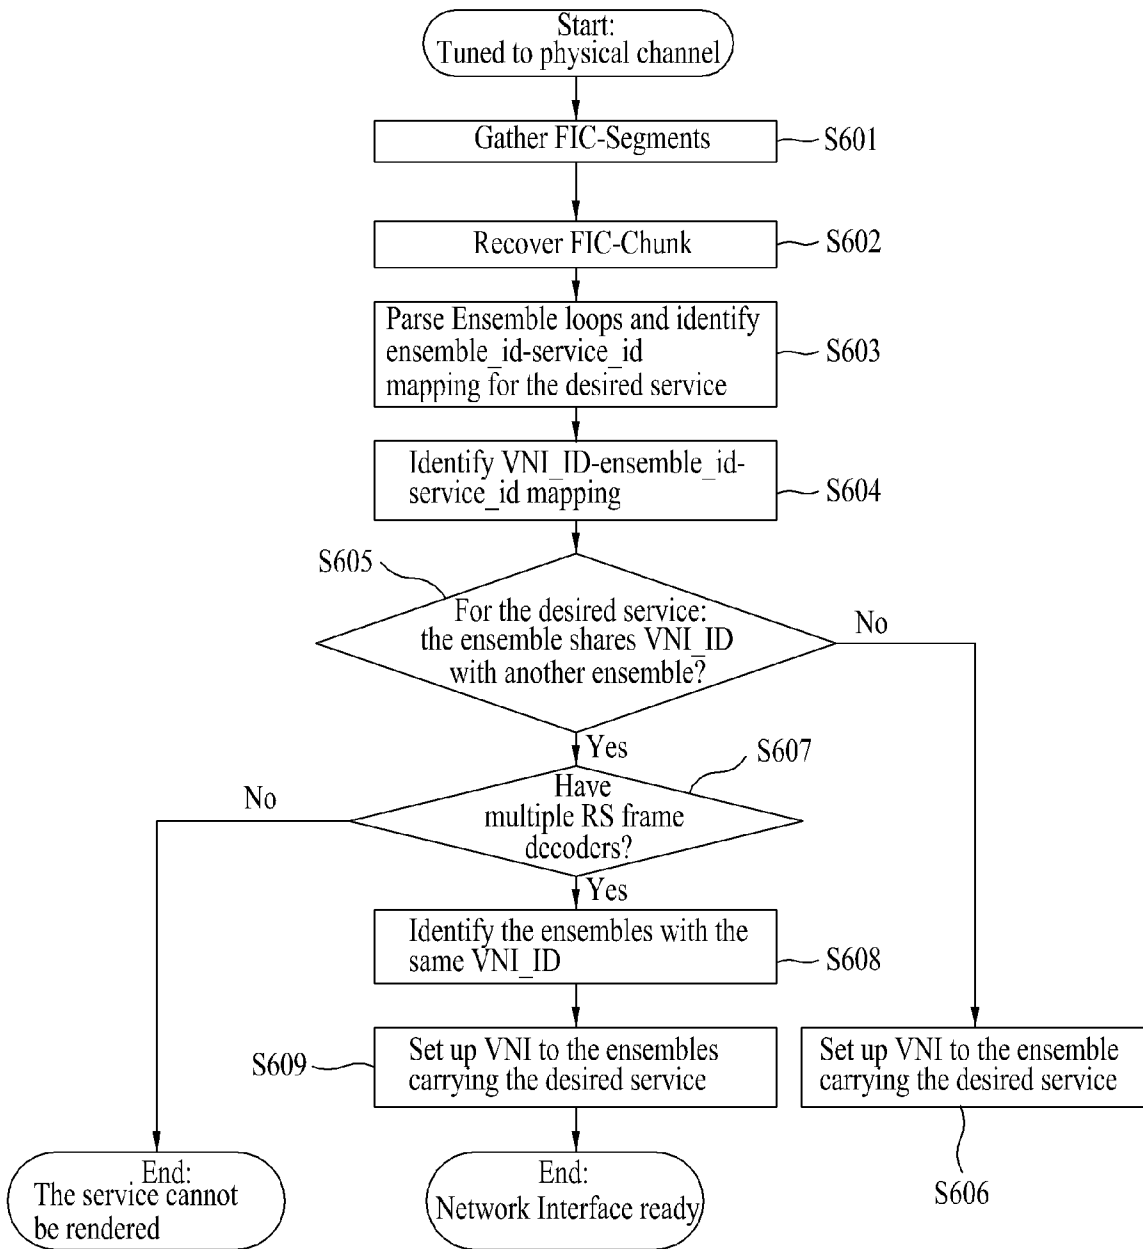 Start:
Tuned to physical channel
Gather FIC-Segments
S601
Recover FIC-Chunk
S602
Parse Ensemble loops and identify
ensemble_id-service_id
mapping for the desired service
S603
Identify VNI_ID-ensemble_id-
service_id mapping
S604
S605
For the desired service:
the ensemble shares VNI_ID
with another ensemble?
No
Yes
S607
Have
multiple RS frame
decoders?
No
Yes
Identify the ensembles with the
same VNI_ID
S608
S609
Set up VNI to the ensembles
carrying the desired service
Set up VNI to the ensemble
carrying the desired service
S606
End:
The service cannot
be rendered
End:
Network Interface ready